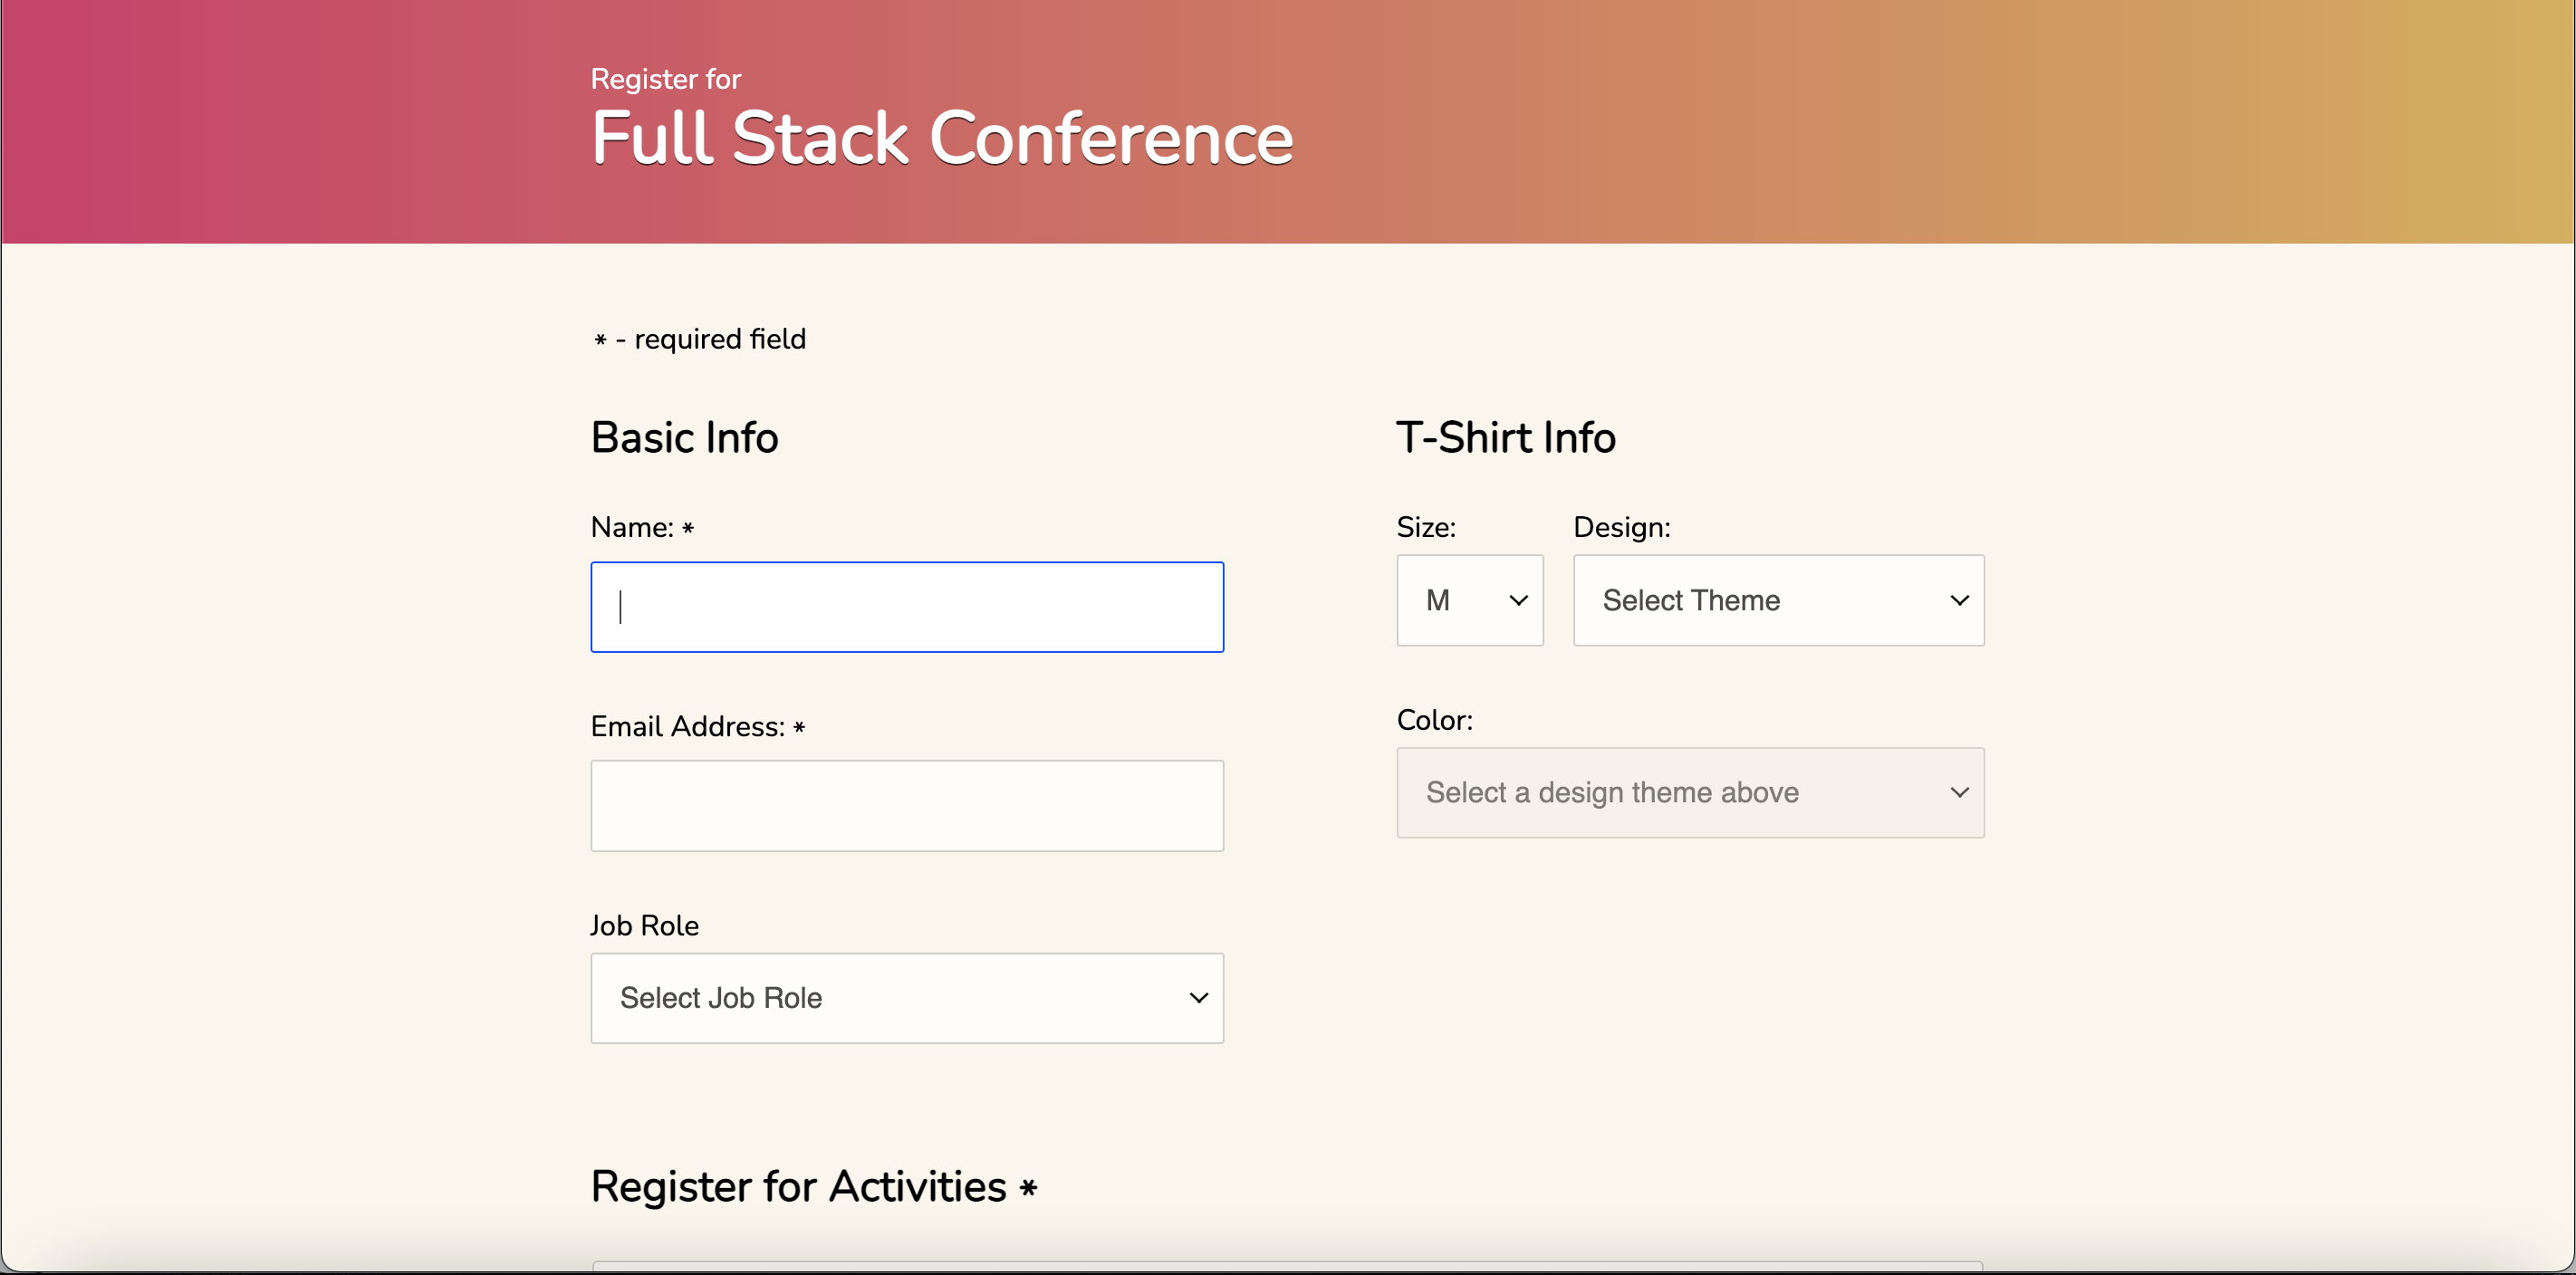 Register for
Full Stack Conference
* - required field
Basic Info
Name: *
Email Address: *
Job Role
Select Job Role
T-Shirt Info
Size:
M
Design:
Select Theme
Color:
Select a design theme above
Register for Activities *